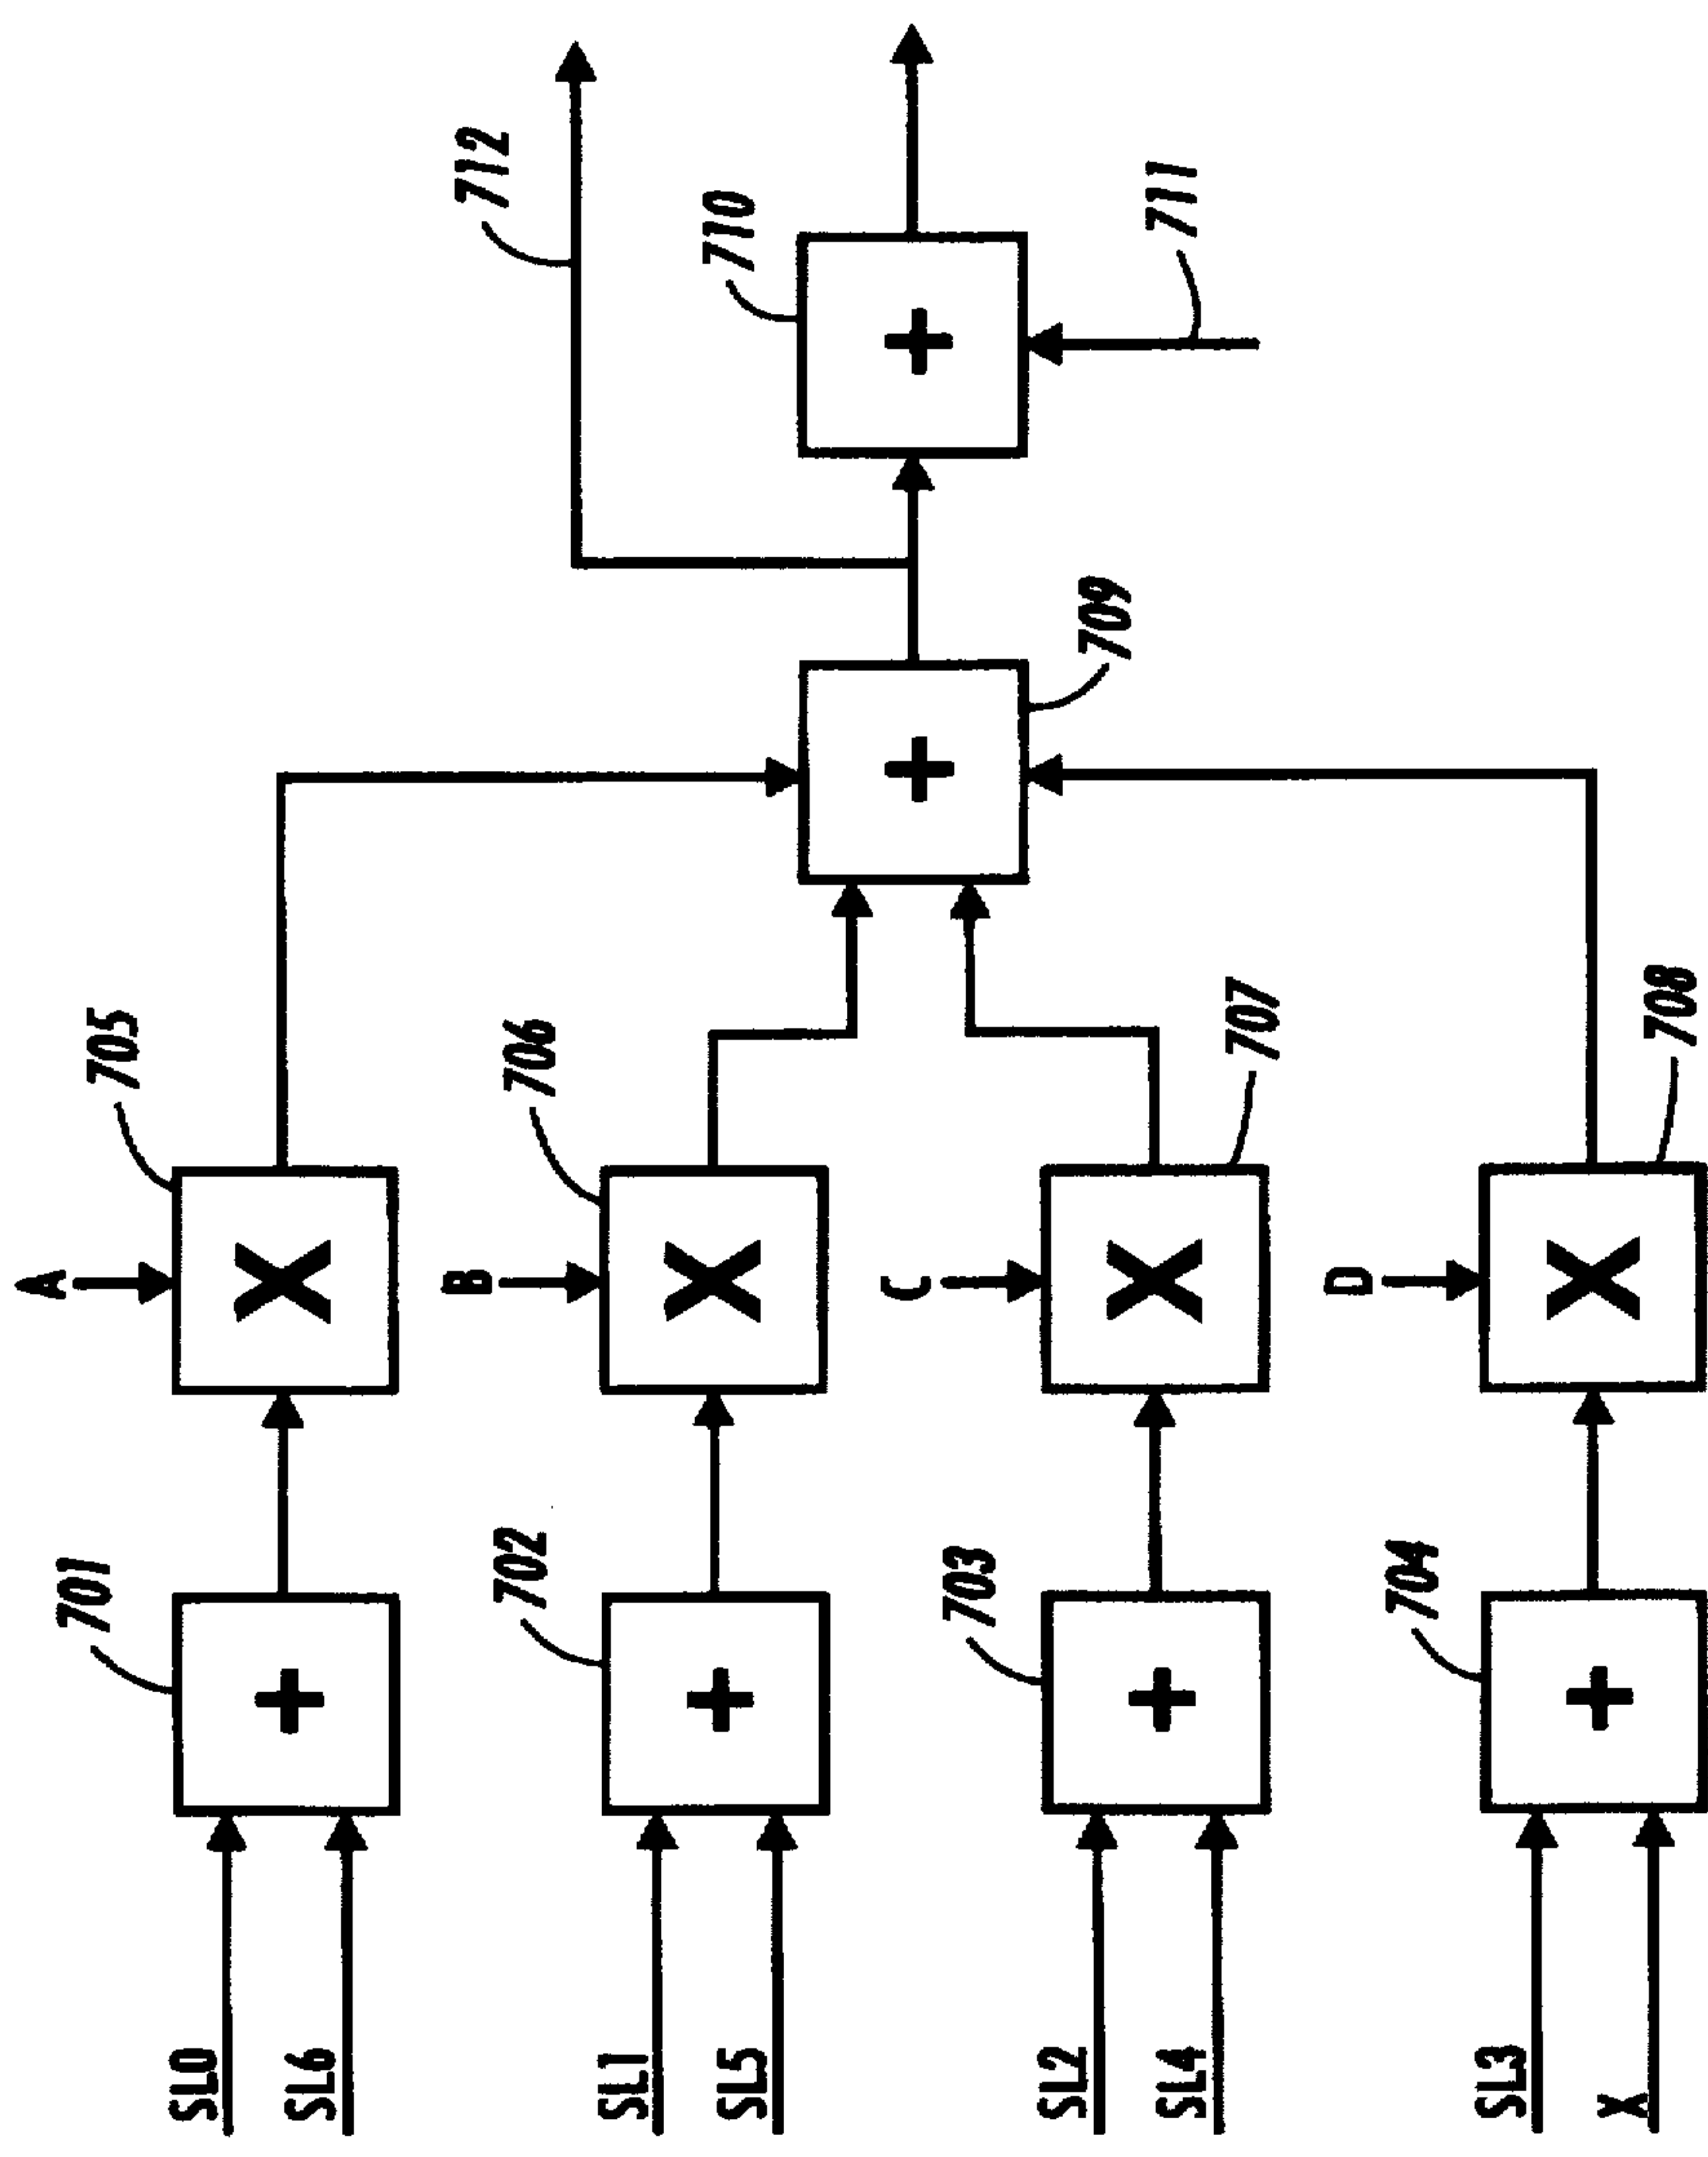 SL0
SL6
701
+
A
705
X
SL1
SL5
702
+
B
706
X
SL2
SL4
703
+
C
707
X
SL3
X
704
+
D
708
X
709
+
710
+
711
712